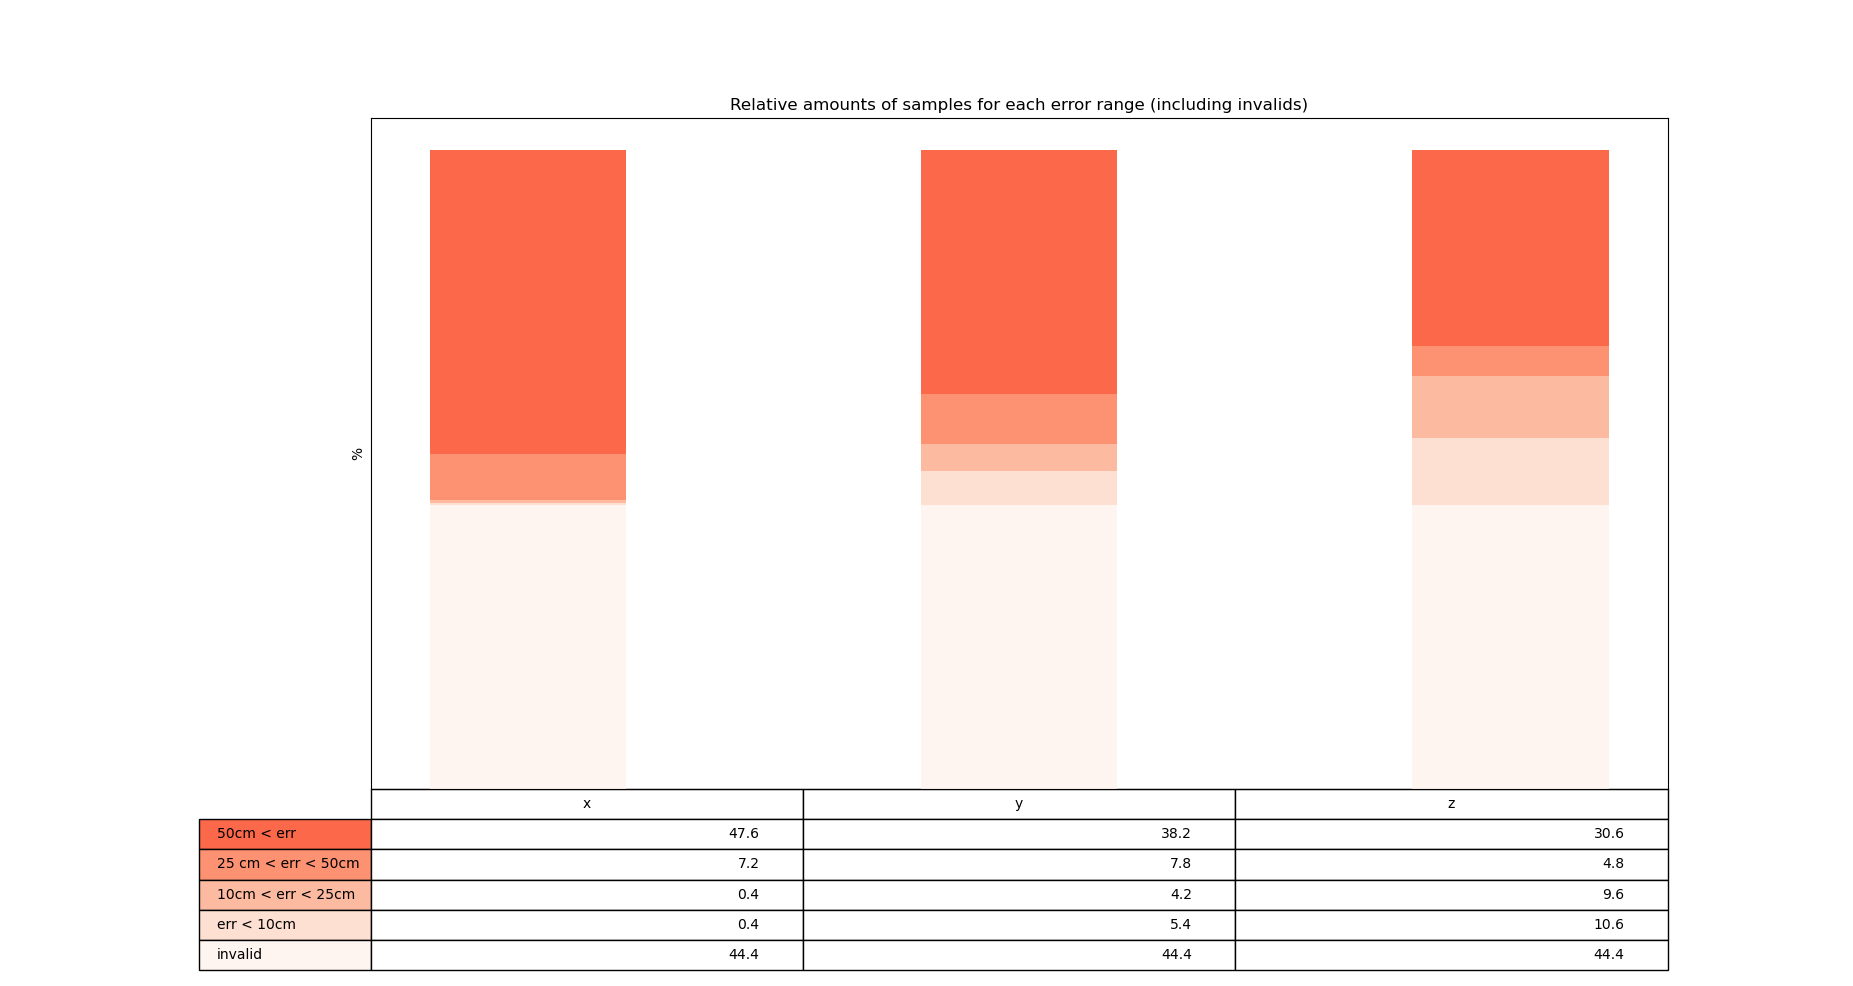 Relative amounts of samples for each error range (including invalids)
%
x y z
50cm < err 47.6 38.2 30.6
25 cm < err < 50cm 7.2 7.8 4.8
10cm < err < 25cm 0.4 4.2 9.6
err < 10cm 0.4 5.4 10.6
invalid 44.4 44.4 44.4